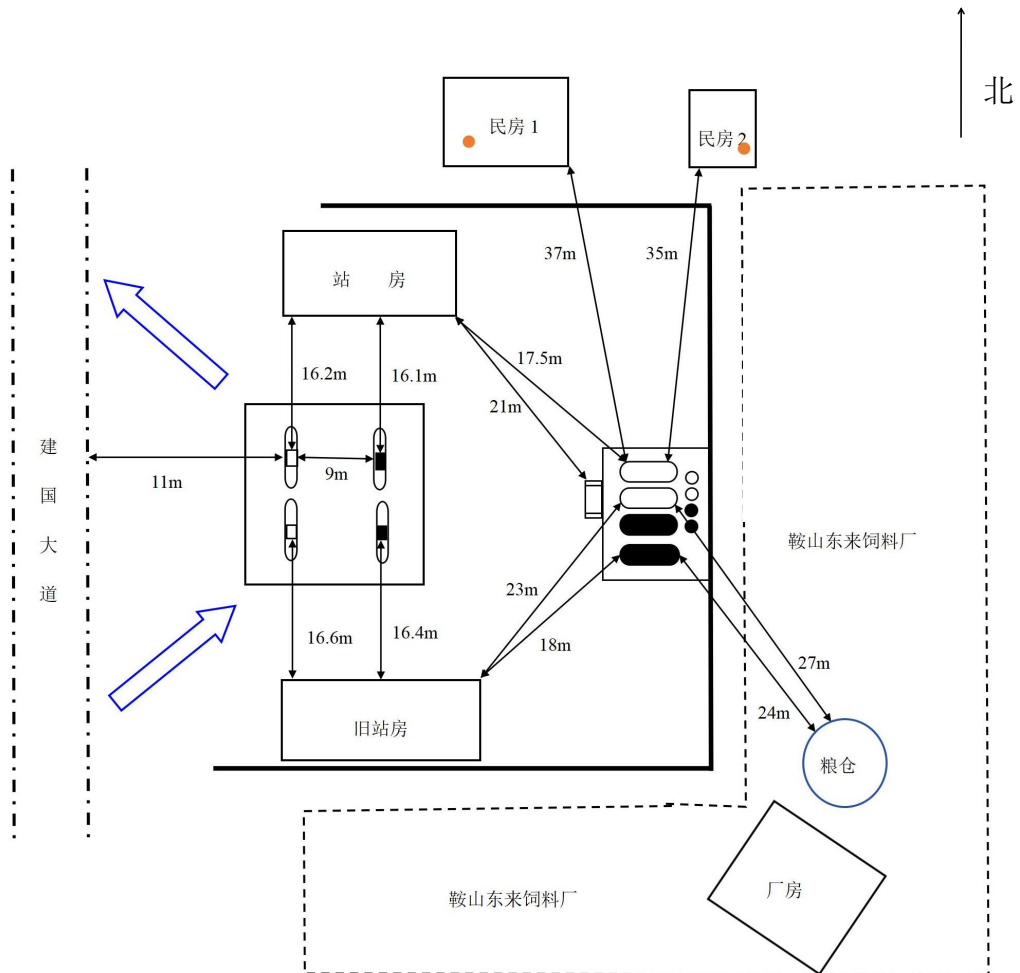 北
民房 1
民房 2
37m
35m
站 房
17.5m
16.2m
16.1m
21m
建国大道
11m
9m
鞍山东来饲料厂
23m
16.6m
16.4m
18m
27m
24m
旧站房
粮仓
厂房
鞍山东来饲料厂